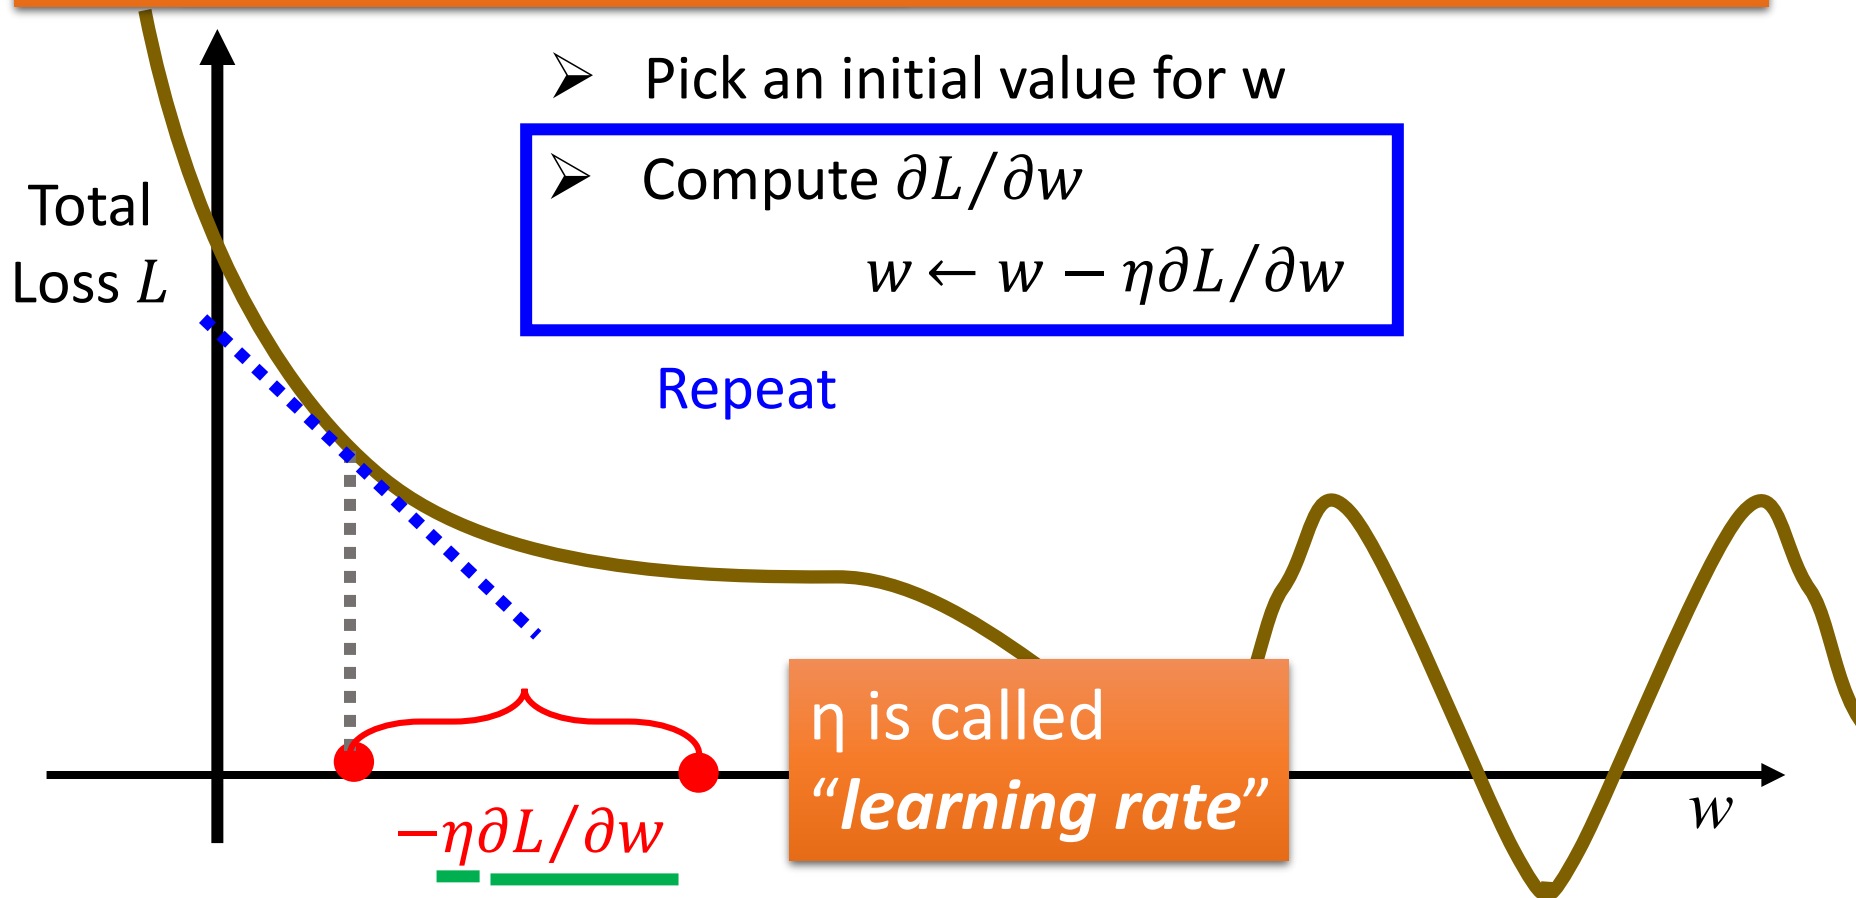 Pick an initial value for w
Compute ∂L/∂w
w ← w − η∂L/∂w
Repeat
Total
Loss L
−η∂L/∂w
η is called
“learning rate”
w